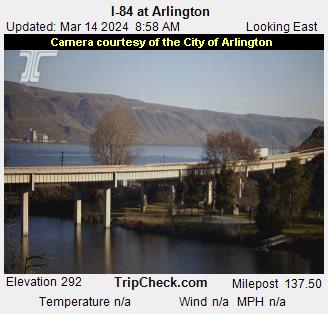 I-84 at Arlington
Updated: Mar 14 2024 8:58 AM Looking East
Camera courtesy of the City of Arlington
Elevation 292 TripCheck.com Milepost 137.50
Temperature n/a Wind n/a MPH n/a